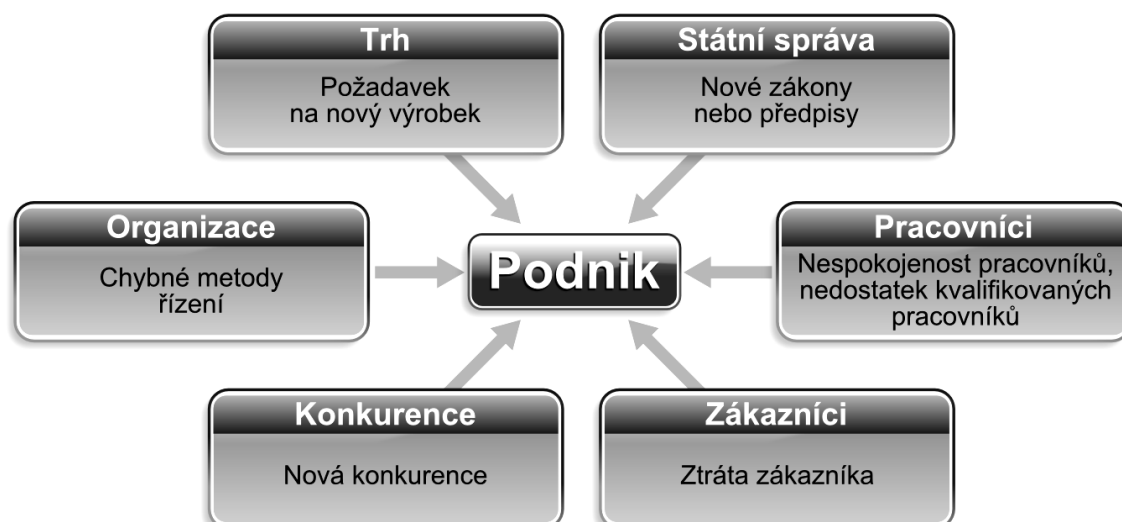 Trh
Požadavek
na nový výrobek
Státní správa
Nové zákony
nebo předpisy
Organizace
Chybné metody
řízení
Podnik
Pracovníci
Nespokojenost pracovníků,
nedostatek kvalifikovaných
pracovníků
Konkurence
Nová konkurence
Zákazníci
Ztráta zákazníka